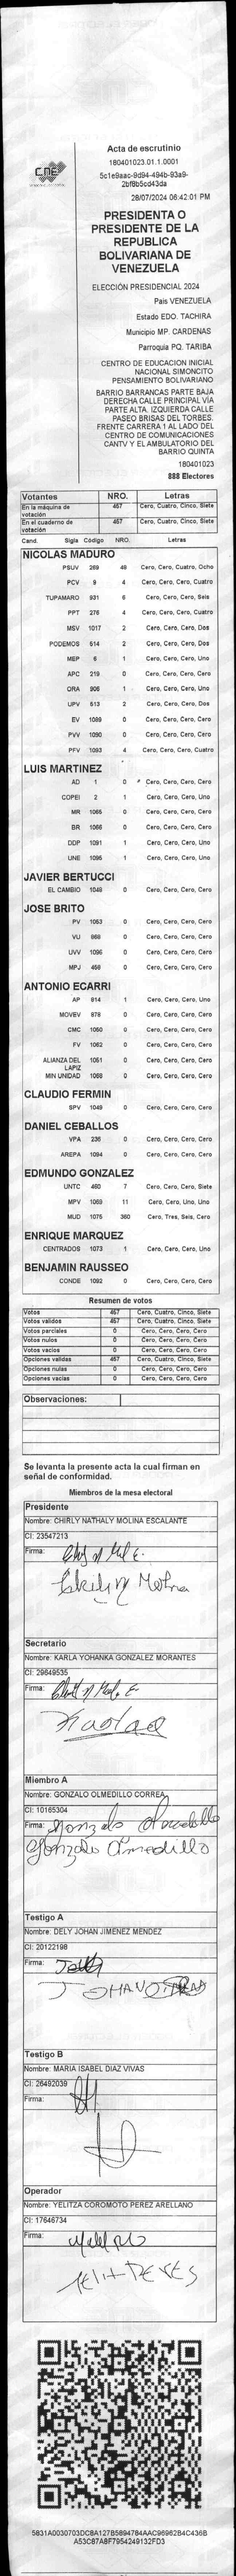 CNE
Acta de escrutinio
180401023.01.1.0001
5c1e9aac-9d94-494b-93a9-
2bf8b5cd43da
28/07/2024 06:42:01 PM
PRESIDENTA O
PRESIDENTE DE LA
REPUBLICA
BOLIVARIANA DE
VENEZUELA
ELECCIÓN PRESIDENCIAL 2024
Pais VENEZUELA
Estado EDO. TACHIRA
Municipio MP. CARDENAS
Parroquia PQ. TARIBA
CENTRO DE EDUCACION INICIAL
NACIONAL SIMONCITO
PENSAMIENTO BOLIVARIANO
BARRIO BARRANCAS PARTE BAJA
DERECHA CALLE PRINCIPAL VIA
PARTE ALTA. IZQUIERDA CALLE
PASEO BRISAS DEL TORBES.
FRENTE CARRERA 1 AL LADO DEL
CENTRO DE COMUNICACIONES
CANTV Y EL AMBULATORIO DEL
BARRIO QUINTA
180401023
888 Electores
Votantes NRO. Letras
En la máquina de votación 457 Cero, Cuatro, Cinco, Siete
En el cuaderno de votación 457 Cero, Cuatro, Cinco, Siete
Cand. Sigla Código NRO. Letras
NICOLAS MADURO
PSUV 269 48 Cero, Cero, Cuatro, Ocho
PCV 9 4 Cero, Cero, Cero, Cuatro
TUPAMARO 931 6 Cero, Cero, Cero, Seis
PPT 276 4 Cero, Cero, Cero, Cuatro
MSV 1017 2 Cero, Cero, Cero, Dos
PODEMOS 514 2 Cero, Cero, Cero, Dos
MEP 6 1 Cero, Cero, Cero, Uno
APC 219 0 Cero, Cero, Cero, Cero
ORA 906 1 Cero, Cero, Cero, Uno
UPV 513 2 Cero, Cero, Cero, Dos
EV 1089 0 Cero, Cero, Cero, Cero
PVV 1090 0 Cero, Cero, Cero, Cero
PFV 1093 4 Cero, Cero, Cero, Cuatro
LUIS MARTINEZ
AD 1 0 Cero, Cero, Cero, Cero
COPEI 2 1 Cero, Cero, Cero, Uno
MR 1065 0 Cero, Cero, Cero, Cero
BR 1066 0 Cero, Cero, Cero, Cero
DDP 1091 1 Cero, Cero, Cero, Uno
UNE 1095 1 Cero, Cero, Cero, Uno
JAVIER BERTUCCI
EL CAMBIO 1048 0 Cero, Cero, Cero, Cero
JOSE BRITO
PV 1053 0 Cero, Cero, Cero, Cero
VU 868 0 Cero, Cero, Cero, Cero
UVV 1096 0 Cero, Cero, Cero, Cero
MPJ 458 0 Cero, Cero, Cero, Cero
ANTONIO ECARRI
AP 814 1 Cero, Cero, Cero, Uno
MOVEV 878 0 Cero, Cero, Cero, Cero
CMC 1050 0 Cero, Cero, Cero, Cero
FV 1062 0 Cero, Cero, Cero, Cero
ALIANZA DEL LAPIZ 1051 0 Cero, Cero, Cero, Cero
MIN UNIDAD 1068 0 Cero, Cero, Cero, Cero
CLAUDIO FERMIN
SPV 1049 0 Cero, Cero, Cero, Cero
DANIEL CEBALLOS
VPA 236 0 Cero, Cero, Cero, Cero
AREPA 1094 0 Cero, Cero, Cero, Cero
EDMUNDO GONZALEZ
UNTC 460 7 Cero, Cero, Cero, Siete
MPV 1069 11 Cero, Cero, Uno, Uno
MUD 1075 360 Cero, Tres, Seis, Cero
ENRIQUE MARQUEZ
CENTRADOS 1073 1 Cero, Cero, Cero, Uno
BENJAMIN RAUSSEO
CONDE 1092 0 Cero, Cero, Cero, Cero
Resumen de votos
Votos 457 Cero, Cuatro, Cinco, Siete
Votos validos 457 Cero, Cuatro, Cinco, Siete
Votos parciales 0 Cero, Cero, Cero, Cero
Votos nulos 0 Cero, Cero, Cero, Cero
Votos vacios 0 Cero, Cero, Cero, Cero
Opciones validas 457 Cero, Cuatro, Cinco, Siete
Opciones nulas 0 Cero, Cero, Cero, Cero
Opciones vacias 0 Cero, Cero, Cero, Cero
Observaciones:
Se levanta la presente acta la cual firman en
señal de conformidad.
Miembros de la mesa electoral
Presidente
Nombre: CHIRLY NATHALY MOLINA ESCALANTE
CI: 23547213
Firma:
Secretario
Nombre: KARLA YOHANKA GONZALEZ MORANTES
CI: 29649535
Firma:
Miembro A
Nombre: GONZALO OLMEDILLO CORREA
CI: 10165304
Firma: Gonzalo
Gonzalo Olmedillo
Testigo A
Nombre: DELY JOHAN JIMENEZ MENDEZ
CI: 20122198
Firma:
Testigo B
Nombre: MARIA ISABEL DIAZ VIVAS
CI: 26492039
Firma:
Operador
Nombre: YELITZA COROMOTO PEREZ ARELLANO
CI: 17646734
Firma:
5831A0030703DC8A127B5894784AAC96962B4C436B
A53C87A8F7954249132FD3